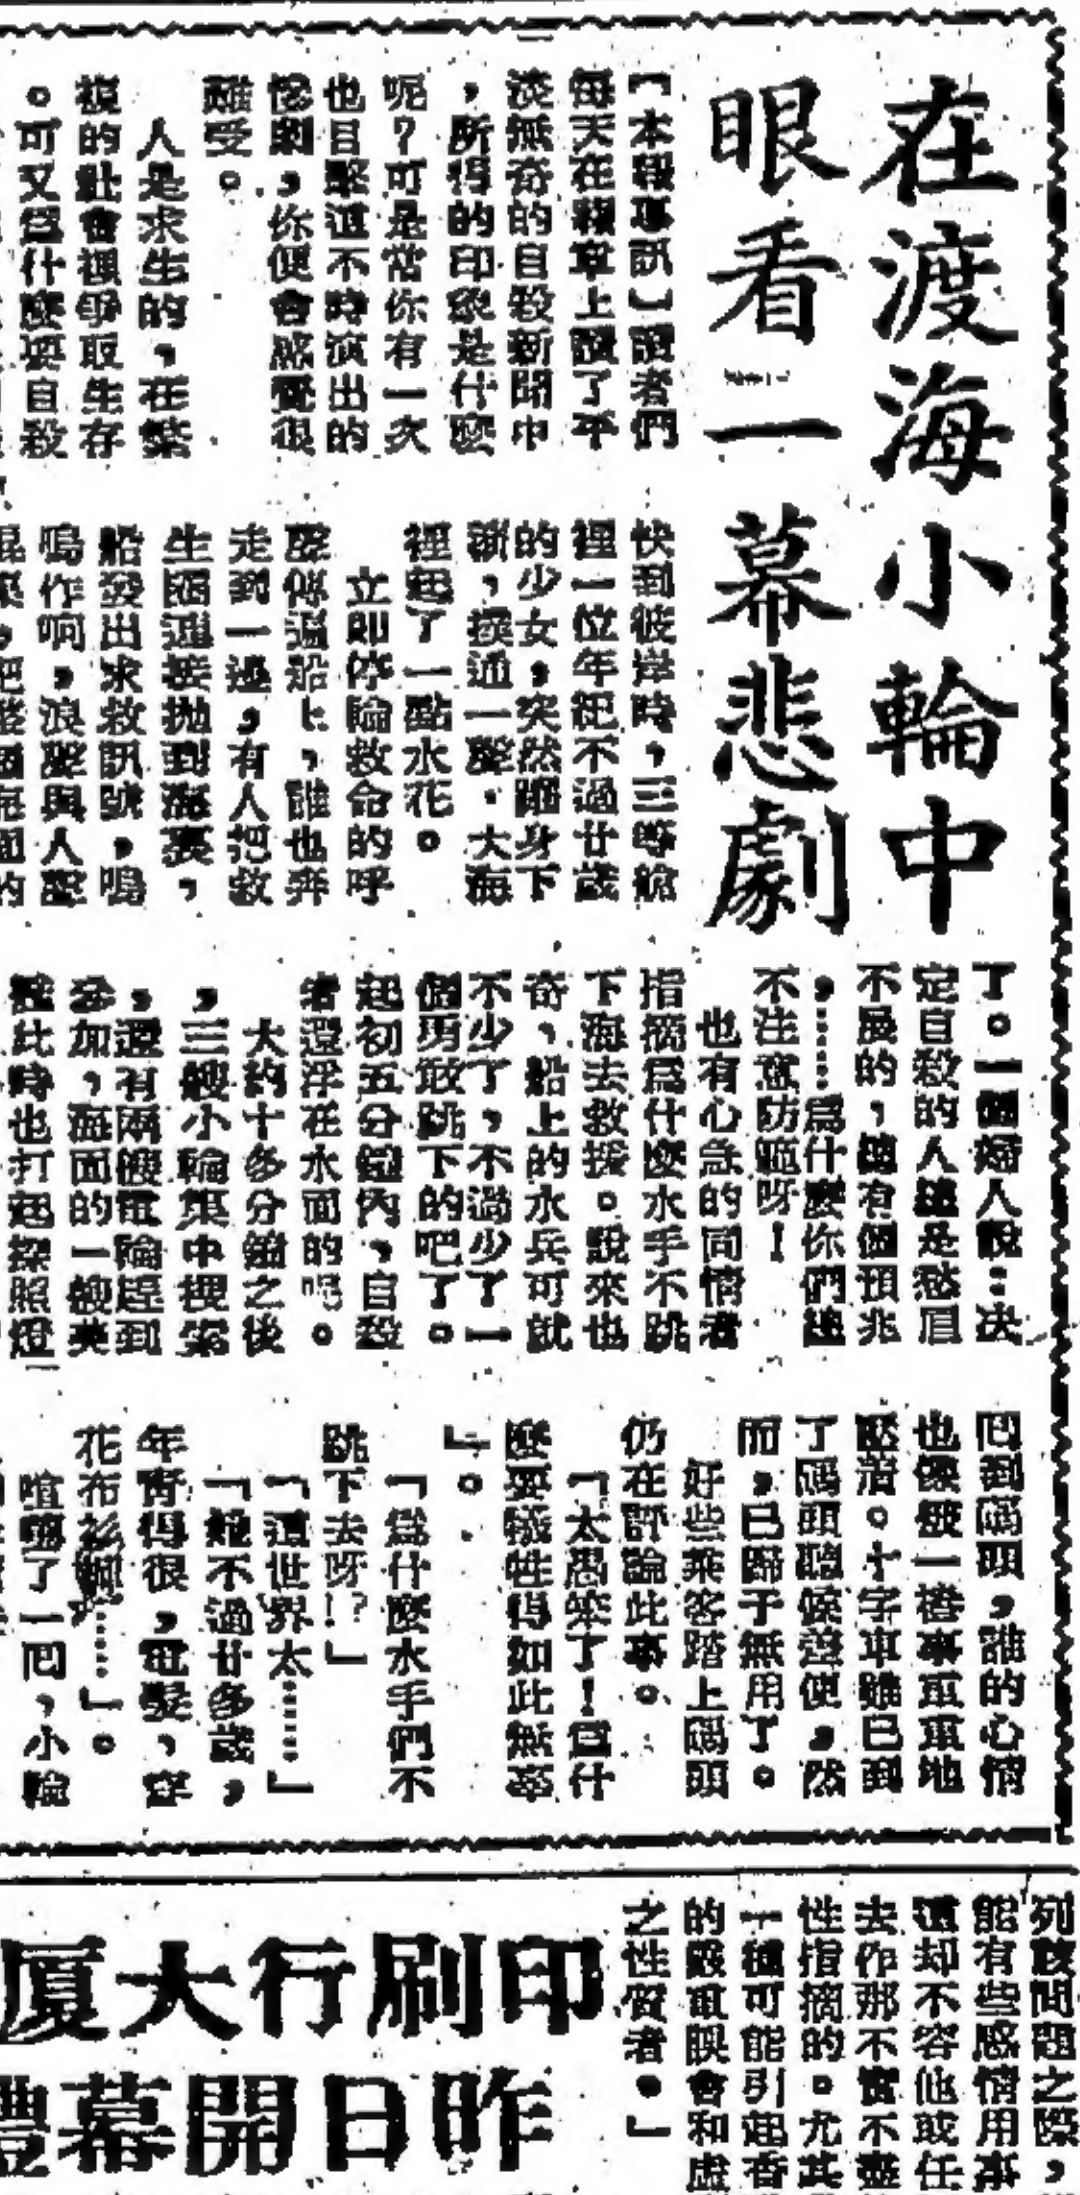 在渡海小輪中
眼看一幕悲劇
【本報專訊】讀者們
每天在報章上讀了平
淡無奇的自殺新聞中
，所得的印象是什麼
呢？可是當你有一次
也目擊這不時演出的
慘劇，你便會感覺很
難受。
人是求生的，在繁
複的社會裡爭取生存
。可又爲什麼要自殺
快到彼岸時，三等艙
裡一位年紀不過廿歲
的少女，突然躍身下
海，撲通一聲，大海
裡起了一點水花。
立即停輪救命的呼
聲傳遍船上，誰也奔
走到一邊，有人把救
生圈連接拋到海裏，
船發出求救訊號，嗚
嗚作响，浪聲與人聲
混集，把整個海面的
了。一個婦人說：决
定自殺的人總是愁眉
不展的，總有個預兆
，……爲什麼你們總
不注意防範呀！
也有心急的同情者
指摘爲什麼水手不跳
下海去救援。說來也
奇，船上的水兵可就
不少了，不過少了一
個勇敢跳下的吧了。
起初五分鐘內，自殺
者還浮在水面的呢。
大約十多分鐘之後
，三艘小輪集中搜索
，還有兩艘電輪趕到
參加，海面的一艘英
艦此時也打起探照燈
回到碼頭，誰的心情
也像被一樁事重重地
壓着。十字車雖已到
了碼頭聽候差使，然
而，已歸于無用了。
好些乘客踏上碼頭
仍在評論此事。
「太愚笨了！爲什
麼要犧牲得如此無辜
」。
「爲什麼水手們不
跳下去呀！？」
「這世界太……」
「她不過廿多歲，
年青得很，電髮，穿
花布衫褲……」。
喧嚷了一回，小輪
列該問題之際，
能有些感情用事
這却不容他或任
去作那不實不盡
性指摘的。尤其
一種可能引起香
的嚴重誤會和虛
之性質者。」
印刷行大厦
昨日開幕禮